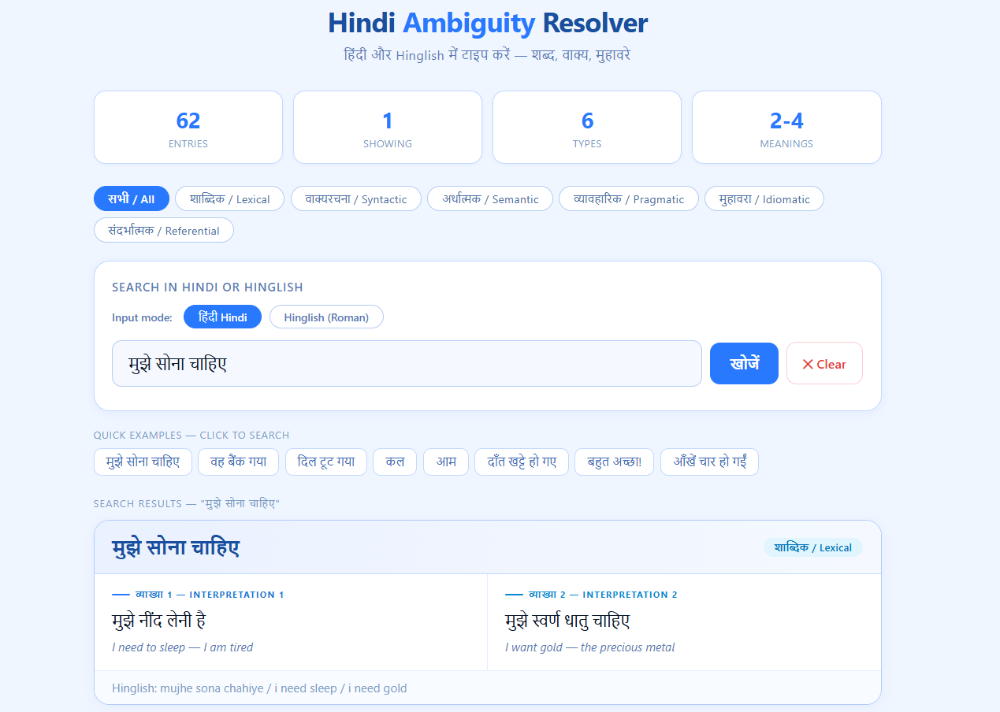 Hindi Ambiguity Resolver
हिंदी और Hinglish में टाइप करें — शब्द, वाक्य, मुहावरे
62
ENTRIES
1
SHOWING
6
TYPES
2-4
MEANINGS
सभी / All
शाब्दिक / Lexical
वाक्यरचना / Syntactic
अर्थात्मक / Semantic
व्यावहारिक / Pragmatic
मुहावरा / Idiomatic
संदर्भात्मक / Referential
SEARCH IN HINDI OR HINGLISH
Input mode: हिंदी Hindi Hinglish (Roman)
मुझे सोना चाहिए खोजें ✕ Clear
QUICK EXAMPLES — CLICK TO SEARCH
मुझे सोना चाहिए
वह बैंक गया
दिल टूट गया
कल
आम
दाँत खट्टे हो गए
बहुत अच्छा!
आँखें चार हो गईं
SEARCH RESULTS — "मुझे सोना चाहिए"
मुझे सोना चाहिए
शाब्दिक / Lexical
व्याख्या 1 — INTERPRETATION 1
मुझे नींद लेनी है
I need to sleep — I am tired
व्याख्या 2 — INTERPRETATION 2
मुझे स्वर्ण धातु चाहिए
I want gold — the precious metal
Hinglish: mujhe sona chahiye / i need sleep / i need gold